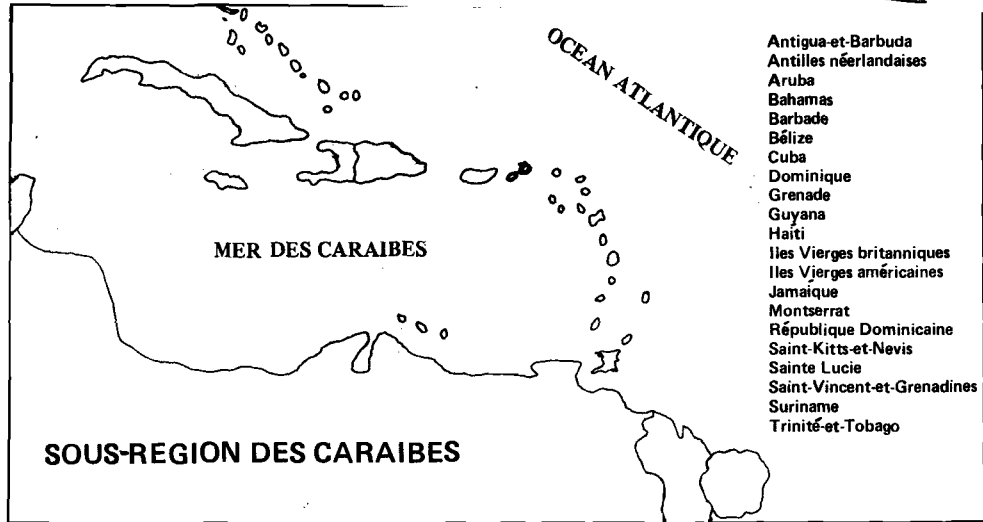 OCEAN ATLANTIQUE
MER DES CARAIBES
SOUS-REGION DES CARAIBES
Antigua-et-Barbuda
Antilles néerlandaises
Aruba
Bahamas
Barbade
Bélize
Cuba
Dominique
Grenade
Guyana
Haïti
Iles Vierges britanniques
Iles Vierges américaines
Jamaïque
Montserrat
République Dominicaine
Saint-Kitts-et-Nevis
Sainte Lucie
Saint-Vincent-et-Grenadines
Suriname
Trinité-et-Tobago